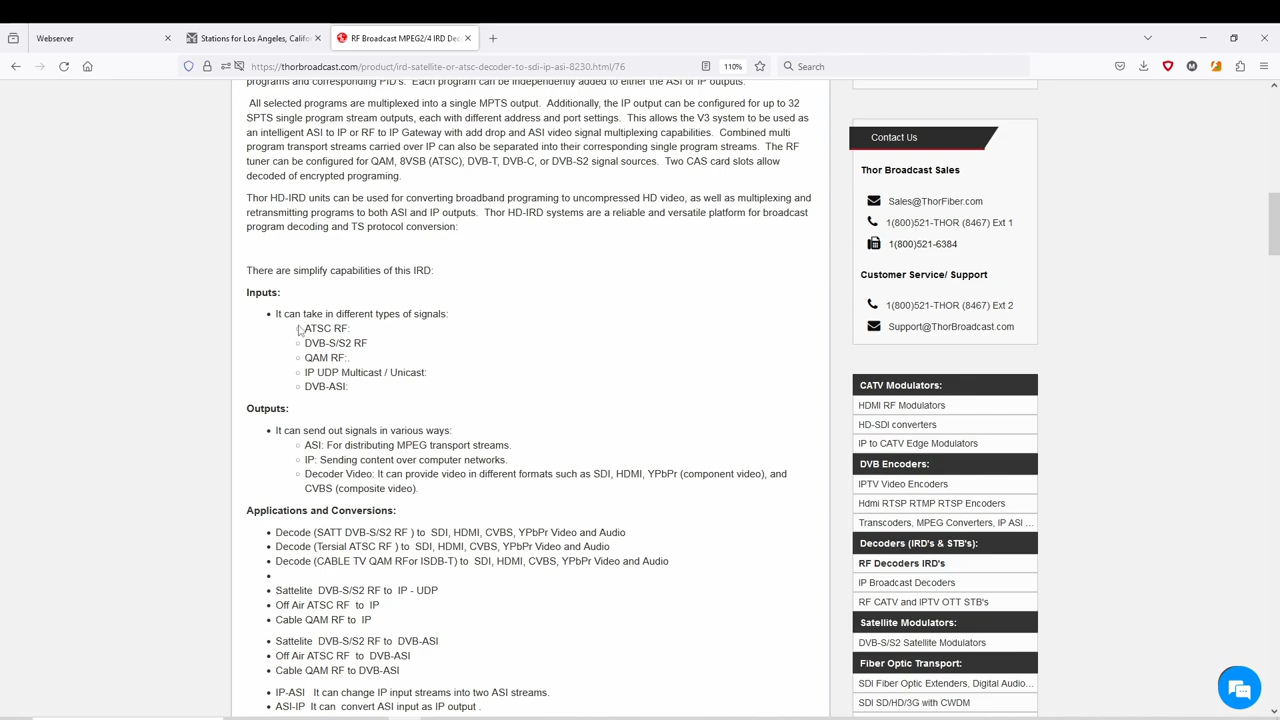 Webserver
Stations for Los Angeles, Califo
RF Broadcast MPEG2/4 IRD Dec
https://thorbroadcast.com/product/ird-satellite-or-atsc-decoder-to-sdi-ip-asi-8230.html/76
110%
Search
programs and corresponding PID's. Each program can be independently added to either the ASI or IP outputs.
All selected programs are multiplexed into a single MPTS output. Additionally, the IP output can be configured for up to 32
SPTS single program stream outputs, each with different address and port settings. This allows the V3 system to be used as
an intelligent ASI to IP or RF to IP Gateway with add drop and ASI video signal multiplexing capabilities. Combined multi
program transport streams carried over IP can also be separated into their corresponding single program streams. The RF
tuner can be configured for QAM, 8VSB (ATSC), DVB-T, DVB-C, or DVB-S2 signal sources. Two CAS card slots allow
decoded of encrypted programing.
Thor HD-IRD units can be used for converting broadband programing to uncompressed HD video, as well as multiplexing and
retransmitting programs to both ASI and IP outputs. Thor HD-IRD systems are a reliable and versatile platform for broadcast
program decoding and TS protocol conversion:
There are simplify capabilities of this IRD:
Inputs:
It can take in different types of signals:
ATSC RF:
DVB-S/S2 RF
QAM RF:.
IP UDP Multicast / Unicast:
DVB-ASI:
Outputs:
It can send out signals in various ways:
ASI: For distributing MPEG transport streams.
IP: Sending content over computer networks.
Decoder Video: It can provide video in different formats such as SDI, HDMI, YPbPr (component video), and
CVBS (composite video).
Applications and Conversions:
Decode (SATT DVB-S/S2 RF ) to SDI, HDMI, CVBS, YPbPr Video and Audio
Decode (Tersial ATSC RF ) to SDI, HDMI, CVBS, YPbPr Video and Audio
Decode (CABLE TV QAM RFor ISDB-T) to SDI, HDMI, CVBS, YPbPr Video and Audio
Sattelite DVB-S/S2 RF to IP - UDP
Off Air ATSC RF to IP
Cable QAM RF to IP
Sattelite DVB-S/S2 RF to DVB-ASI
Off Air ATSC RF to DVB-ASI
Cable QAM RF to DVB-ASI
IP-ASI It can change IP input streams into two ASI streams.
ASI-IP It can convert ASI input as IP output .
Contact Us
Thor Broadcast Sales
Sales@ThorFiber.com
1(800)521-THOR (8467) Ext 1
1(800)521-6384
Customer Service/ Support
1(800)521-THOR (8467) Ext 2
Support@ThorBroadcast.com
CATV Modulators:
HDMI RF Modulators
HD-SDI converters
IP to CATV Edge Modulators
DVB Encoders:
IPTV Video Encoders
Hdmi RTSP RTMP RTSP Encoders
Transcoders, MPEG Converters, IP ASI ...
Decoders (IRD's & STB's):
RF Decoders IRD's
IP Broadcast Decoders
RF CATV and IPTV OTT STB's
Satellite Modulators:
DVB-S/S2 Satellite Modulators
Fiber Optic Transport:
SDI Fiber Optic Extenders, Digital Audio...
SDI SD/HD/3G with CWDM